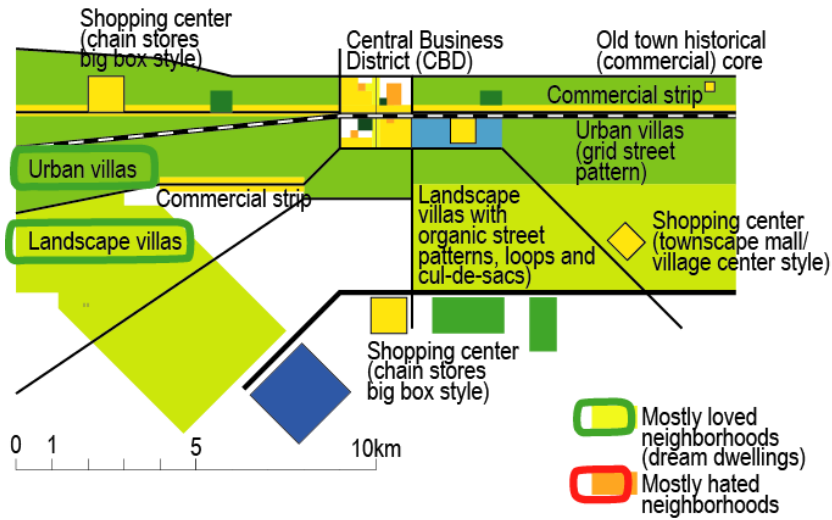 Shopping center
(chain stores
big box style)
Central Business
District (CBD)
Old town historical
(commercial) core
Commercial strip
Urban villas
(grid street
pattern)
Urban villas
Commercial strip
Landscape villas
Landscape
villas with
organic street
patterns, loops and
cul-de-sacs)
Shopping center
(townscape mall/
village center style)
Shopping center
(chain stores
big box style)
0 1 5 10km
Mostly loved
neighborhoods
(dream dwellings)
Mostly hated
neighborhoods